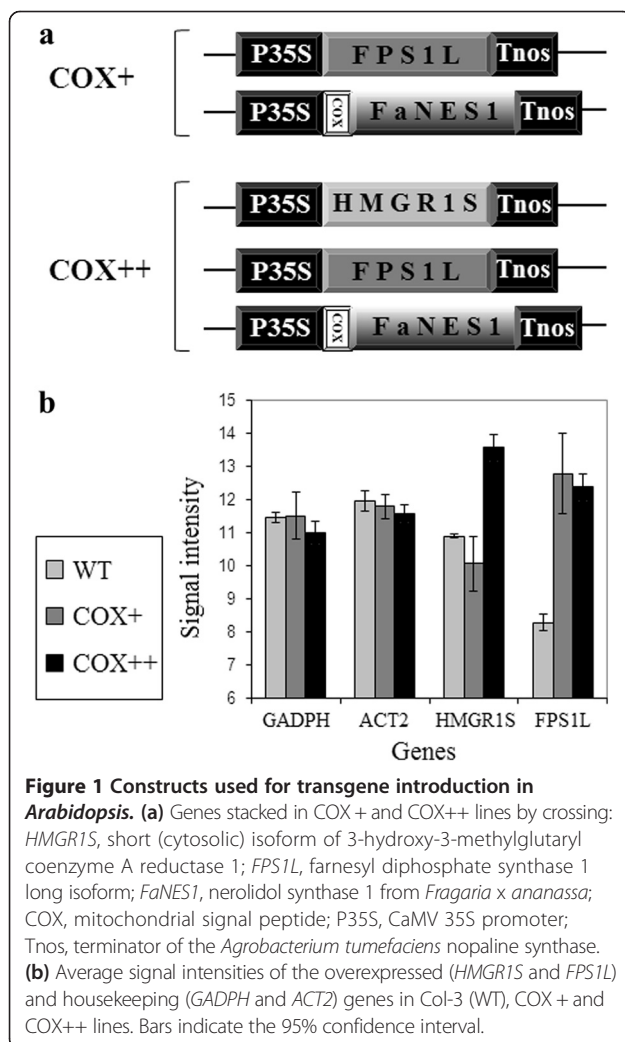 a
COX+
P35S FPS1L Tnos
P35S COX FaNES1 Tnos
COX++
P35S HMGR1S Tnos
P35S FPS1L Tnos
P35S COX FaNES1 Tnos
b
WT
COX+
COX++
Signal intensity
15
14
13
12
11
10
9
8
7
6
GADPH ACT2 HMGR1S FPS1L
Genes
Figure 1 Constructs used for transgene introduction in
Arabidopsis. (a) Genes stacked in COX + and COX++ lines by crossing:
HMGR1S, short (cytosolic) isoform of 3-hydroxy-3-methylglutaryl
coenzyme A reductase 1; FPS1L, farnesyl diphosphate synthase 1
long isoform; FaNES1, nerolidol synthase 1 from Fragaria x ananassa;
COX, mitochondrial signal peptide; P35S, CaMV 35S promoter;
Tnos, terminator of the Agrobacterium tumefaciens nopaline synthase.
(b) Average signal intensities of the overexpressed (HMGR1S and FPS1L)
and housekeeping (GADPH and ACT2) genes in Col-3 (WT), COX + and
COX++ lines. Bars indicate the 95% confidence interval.